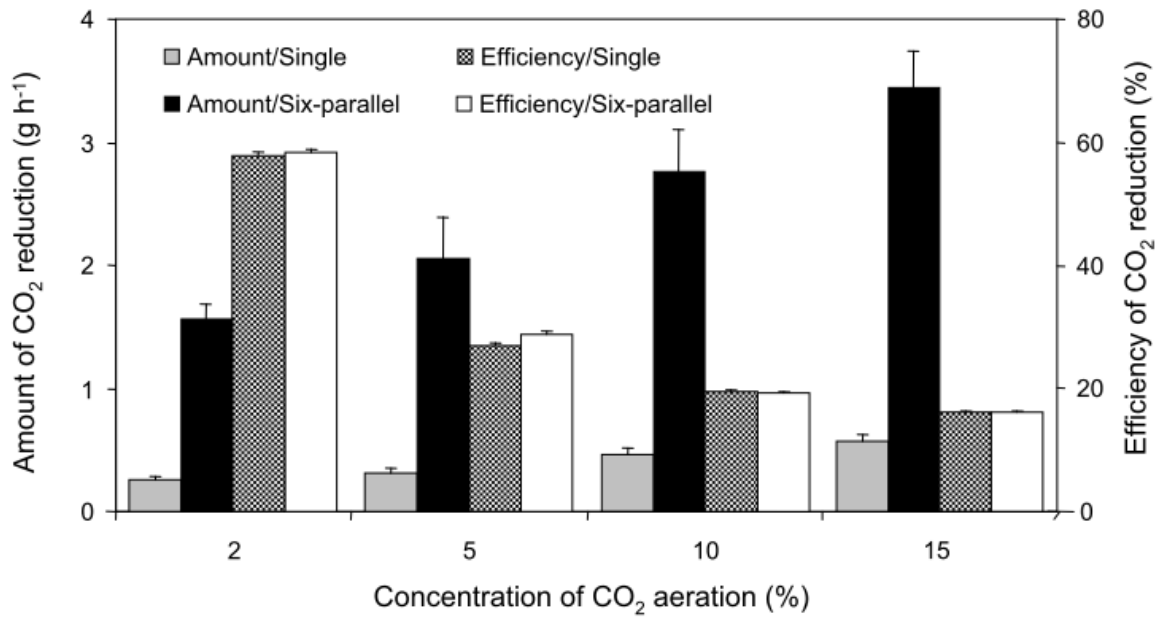 Amount of CO₂ reduction (g h⁻¹)
4
3
2
1
0
Amount/Single
Efficiency/Single
Amount/Six-parallel
Efficiency/Six-parallel
80
60
40
20
0
Efficiency of CO₂ reduction (%)
2 5 10 15
Concentration of CO₂ aeration (%)